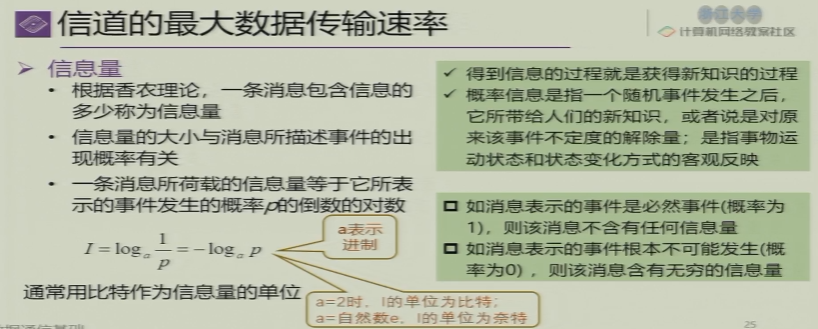 信道的最大数据传输速率
计算机网络教案社区
➢ 信息量
• 根据香农理论，一条消息包含信息的
多少称为信息量
• 信息量的大小与消息所描述事件的出
现概率有关
• 一条消息所荷载的信息量等于它所表
示的事件发生的概率p的倒数的对数
I = logₐ 1/p = −logₐ p
a表示
进制
通常用比特作为信息量的单位
a=2时，I的单位为比特；
a=自然数e，I的单位为奈特
✓ 得到信息的过程就是获得新知识的过程
✓ 概率信息是指一个随机事件发生之后，
它所带给人们的新知识，或者说是对原
来该事件不定度的解除量；是指事物运
动状态和状态变化方式的客观反映
❑ 如消息表示的事件是必然事件(概率为
1)，则该消息不含有任何信息量
❑ 如消息表示的事件根本不可能发生(概
率为0)，则该消息含有无穷的信息量
25